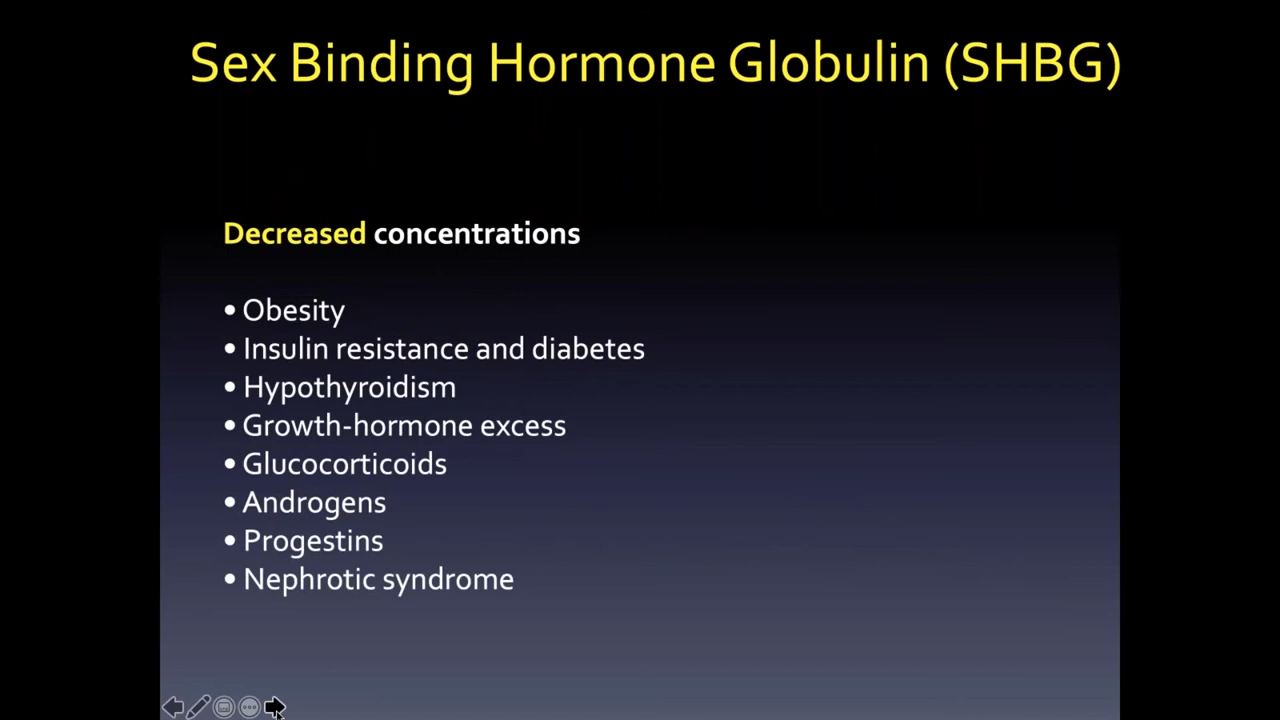 Sex Binding Hormone Globulin (SHBG)
Decreased concentrations
• Obesity
• Insulin resistance and diabetes
• Hypothyroidism
• Growth-hormone excess
• Glucocorticoids
• Androgens
• Progestins
• Nephrotic syndrome